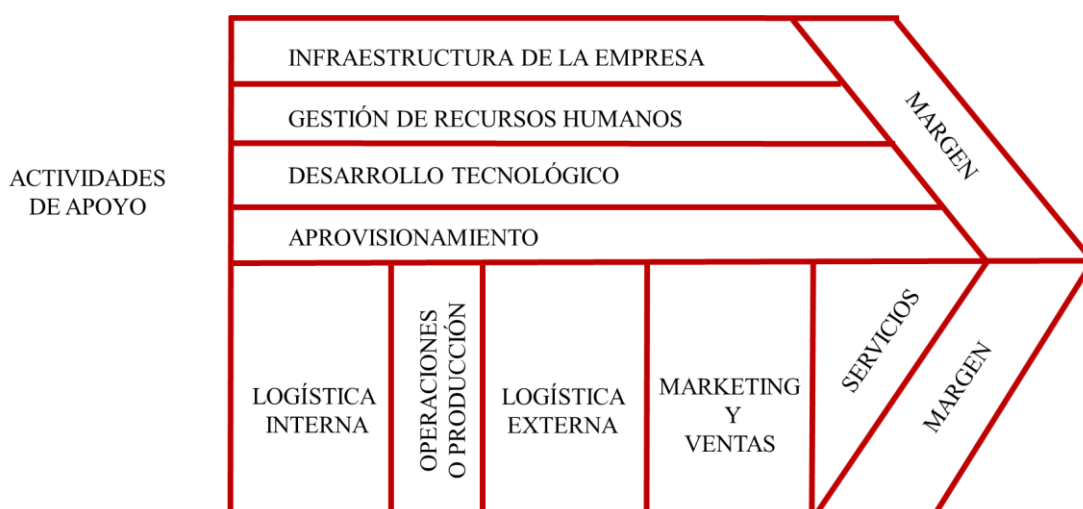 INFRAESTRUCTURA DE LA EMPRESA
GESTIÓN DE RECURSOS HUMANOS
DESARROLLO TECNOLÓGICO
APROVISIONAMIENTO
MARGEN
ACTIVIDADES
DE APOYO
LOGÍSTICA
INTERNA
OPERACIONES
O PRODUCCIÓN
LOGÍSTICA
EXTERNA
MARKETING
Y
VENTAS
SERVICIOS
MARGEN